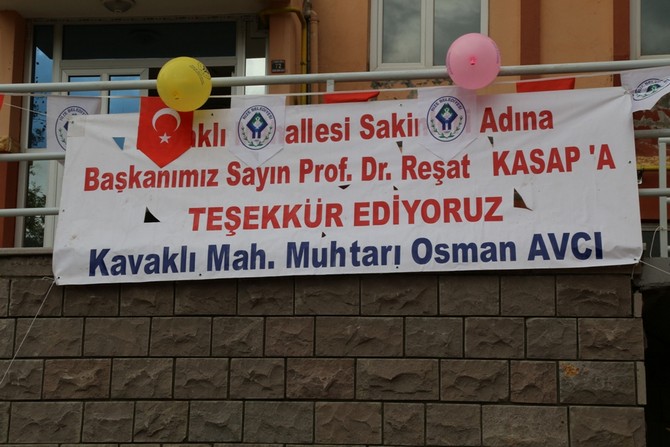 Adına
Başkanımız Sayın Prof. Dr. Reşat KASAP 'A
TEŞEKKÜR EDİYORUZ
Kavaklı Mah. Muhtarı Osman AVCI